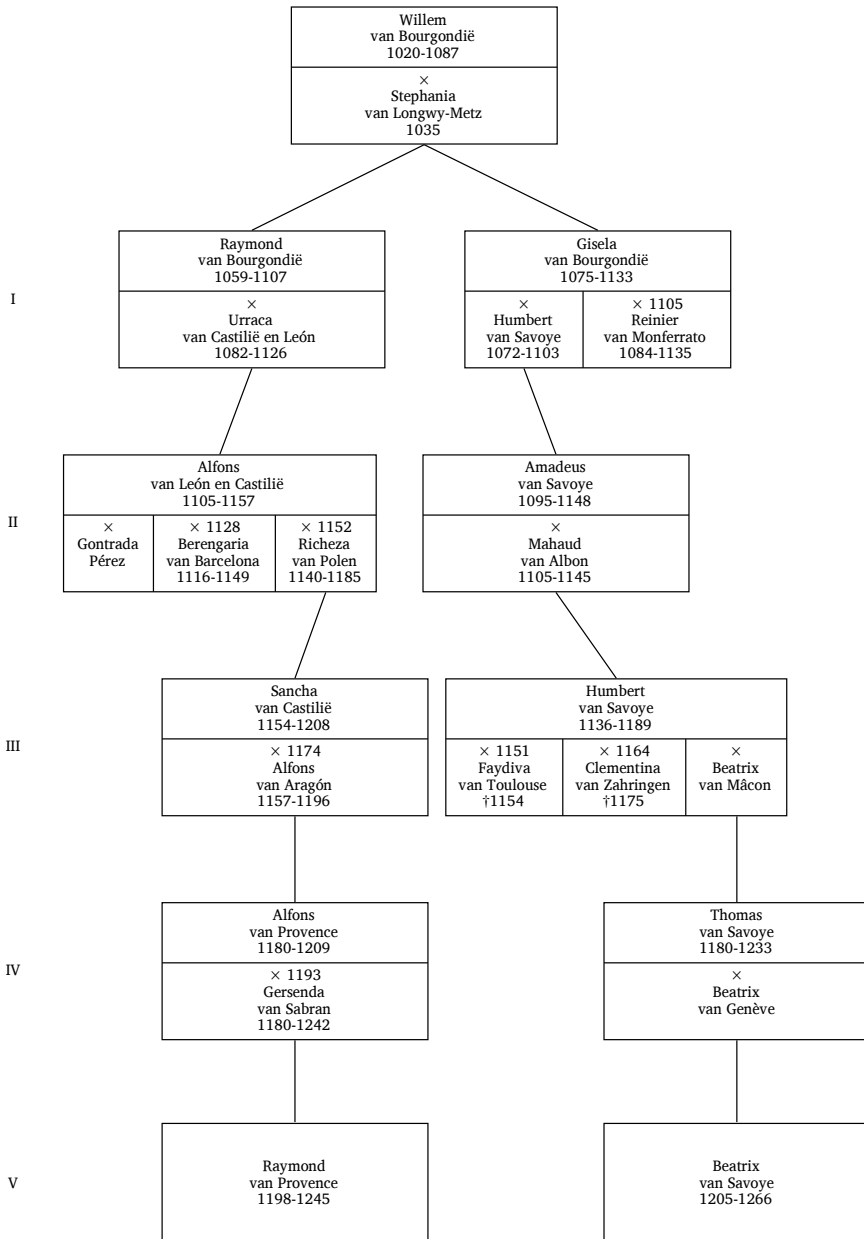 Willem
van Bourgondië
1020-1087
×
Stephania
van Longwy-Metz
1035
I
Raymond
van Bourgondië
1059-1107
×
Urraca
van Castilië en León
1082-1126
Gisela
van Bourgondië
1075-1133
×
Humbert
van Savoye
1072-1103
× 1105
Reinier
van Monferrato
1084-1135
II
Alfons
van León en Castilië
1105-1157
×
Gontrada
Pérez
× 1128
Berengaria
van Barcelona
1116-1149
× 1152
Richeza
van Polen
1140-1185
Amadeus
van Savoye
1095-1148
×
Mahaud
van Albon
1105-1145
III
Sancha
van Castilië
1154-1208
× 1174
Alfons
van Aragón
1157-1196
Humbert
van Savoye
1136-1189
× 1151
Faydiva
van Toulouse
†1154
× 1164
Clementina
van Zahringen
†1175
×
Beatrix
van Mâcon
IV
Alfons
van Provence
1180-1209
× 1193
Gersenda
van Sabran
1180-1242
Thomas
van Savoye
1180-1233
×
Beatrix
van Genève
V
Raymond
van Provence
1198-1245
Beatrix
van Savoye
1205-1266